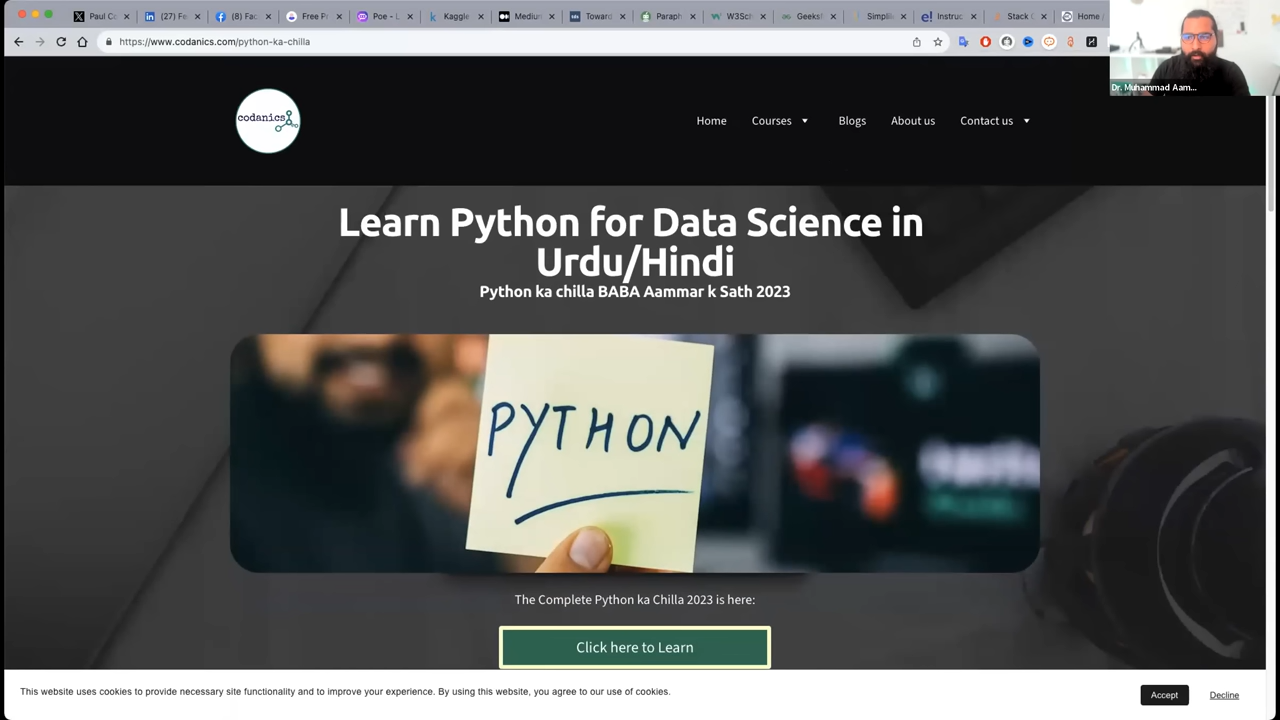 Paul Co
(27) Fe
(8) Fac
Free P
Poe - L
Kaggle
Medium
Toward
Paraph
W3Sch
Geeksf
Simplifi
Instruc
Stack O
Home /
https://www.codanics.com/python-ka-chilla
Dr. Muhammad Aam...
codanics
Home
Courses
Blogs
About us
Contact us
Learn Python for Data Science in
Urdu/Hindi
Python ka chilla BABA Aammar k Sath 2023
PYTHON
The Complete Python ka Chilla 2023 is here:
Click here to Learn
This website uses cookies to provide necessary site functionality and to improve your experience. By using this website, you agree to our use of cookies.
Accept
Decline